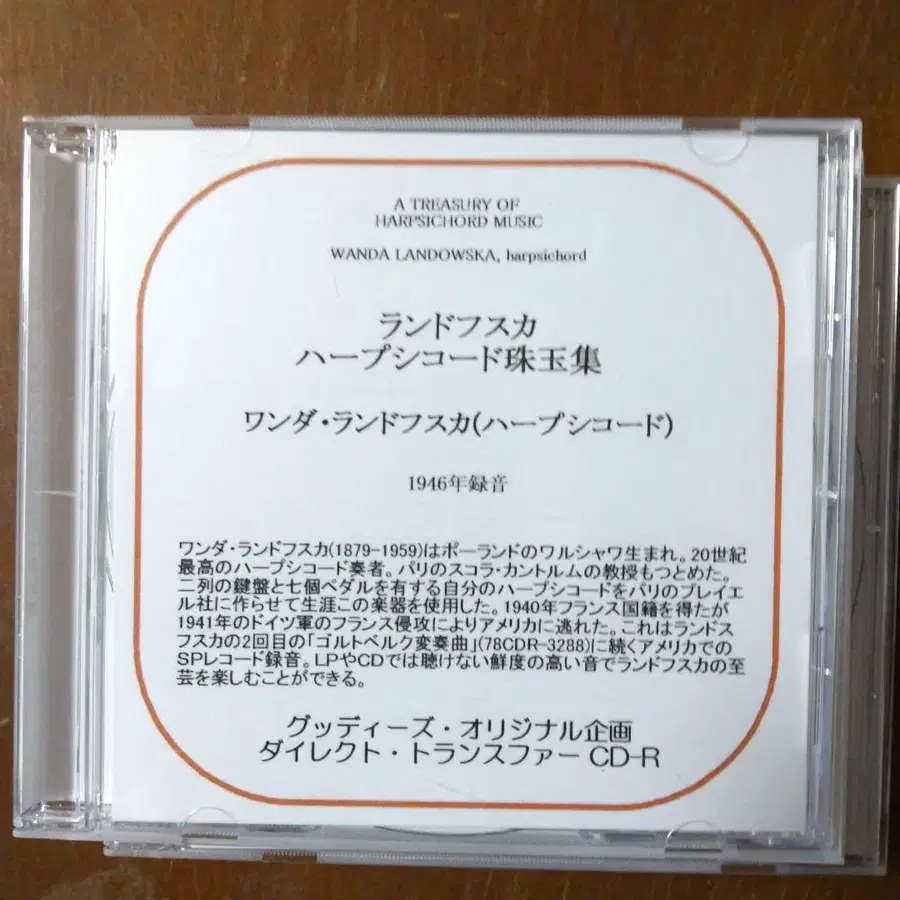 A TREASURY OF
HARPSICHORD MUSIC
WANDA LANDOWSKA, harpsichord
ランドフスカ
ハープシコード珠玉集
ワンダ・ランドフスカ(ハープシコード)
1946年録音
ワンダ・ランドフスカ(1879-1959)はポーランドのワルシャワ生まれ。20世紀
最高のハープシコード奏者。パリのスコラ・カントルムの教授もつとめた。
二列の鍵盤と七個ペダルを有する自分のハープシコードをパリのプレイエ
ル社に作らせて生涯この楽器を使用した。1940年フランス国籍を得たが
1941年のドイツ軍のフランス侵攻によりアメリカに逃れた。これはランドス
フスカの2回目の「ゴルトベルク変奏曲」(78CDR-3288)に続くアメリカでの
SPレコード録音。LPやCDでは聴けない鮮度の高い音でランドフスカの至
芸を楽しむことができる。
グッディーズ・オリジナル企画
ダイレクト・トランスファー CD-R